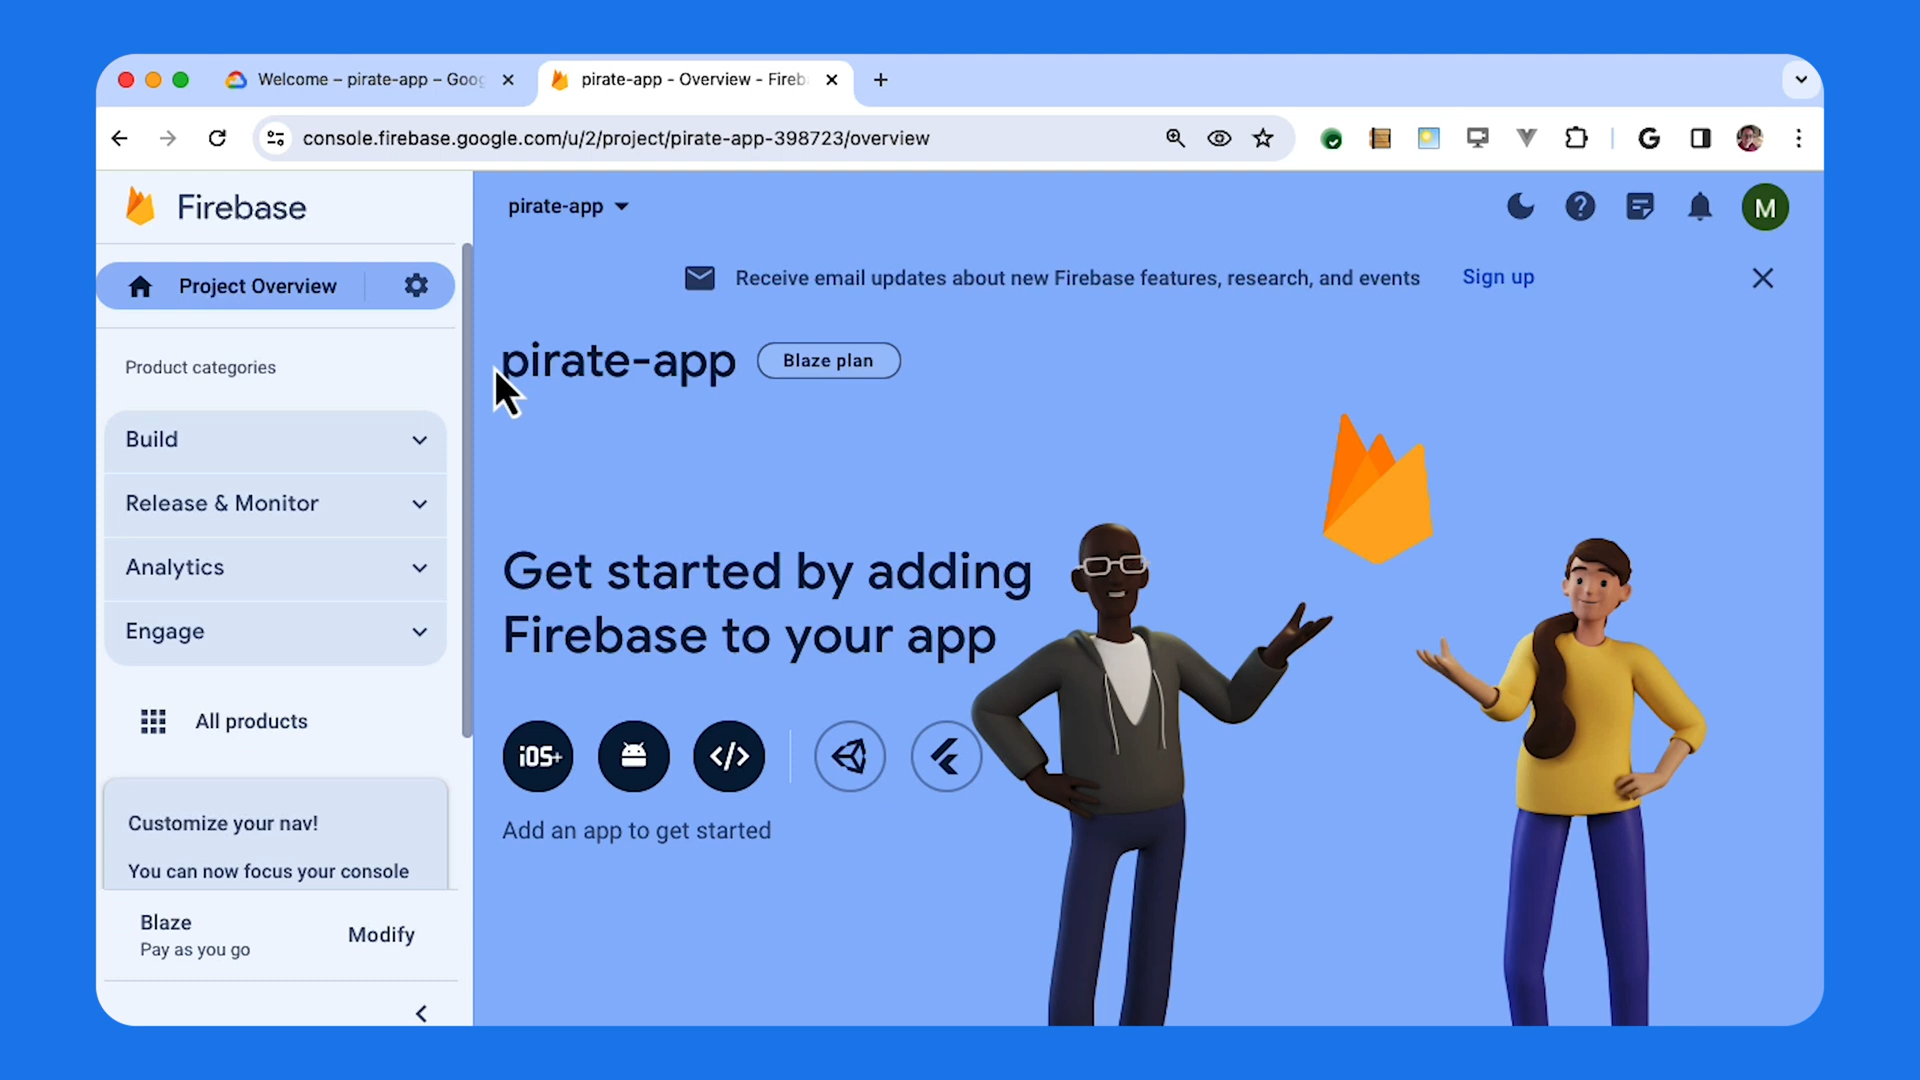 Welcome – pirate-app – Goog
pirate-app - Overview - Fireb
console.firebase.google.com/u/2/project/pirate-app-398723/overview
Firebase
pirate-app
M
Project Overview
Receive email updates about new Firebase features, research, and events
Sign up
pirate-app
Blaze plan
Product categories
Build
Release & Monitor
Analytics
Engage
All products
Get started by adding
Firebase to your app
iOS+
Add an app to get started
Customize your nav!
You can now focus your console
Blaze
Pay as you go
Modify